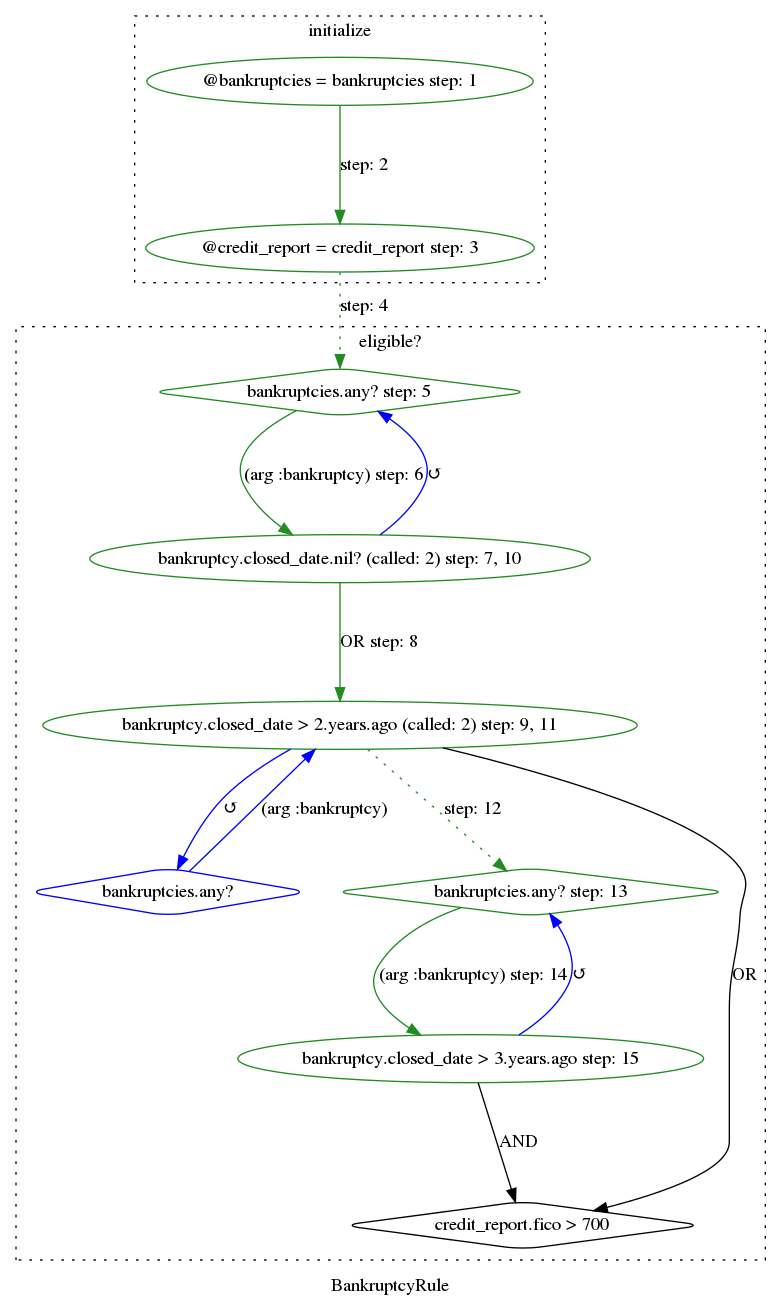 initialize
@bankruptcies = bankruptcies step: 1
step: 2
@credit_report = credit_report step: 3
step: 4
eligible?
bankruptcies.any? step: 5
(arg :bankruptcy) step: 6
↺
bankruptcy.closed_date.nil? (called: 2) step: 7, 10
OR step: 8
bankruptcy.closed_date > 2.years.ago (called: 2) step: 9, 11
↺
(arg :bankruptcy)
step: 12
bankruptcies.any?
bankruptcies.any? step: 13
(arg :bankruptcy) step: 14
↺
OR
bankruptcy.closed_date > 3.years.ago step: 15
AND
credit_report.fico > 700
BankruptcyRule